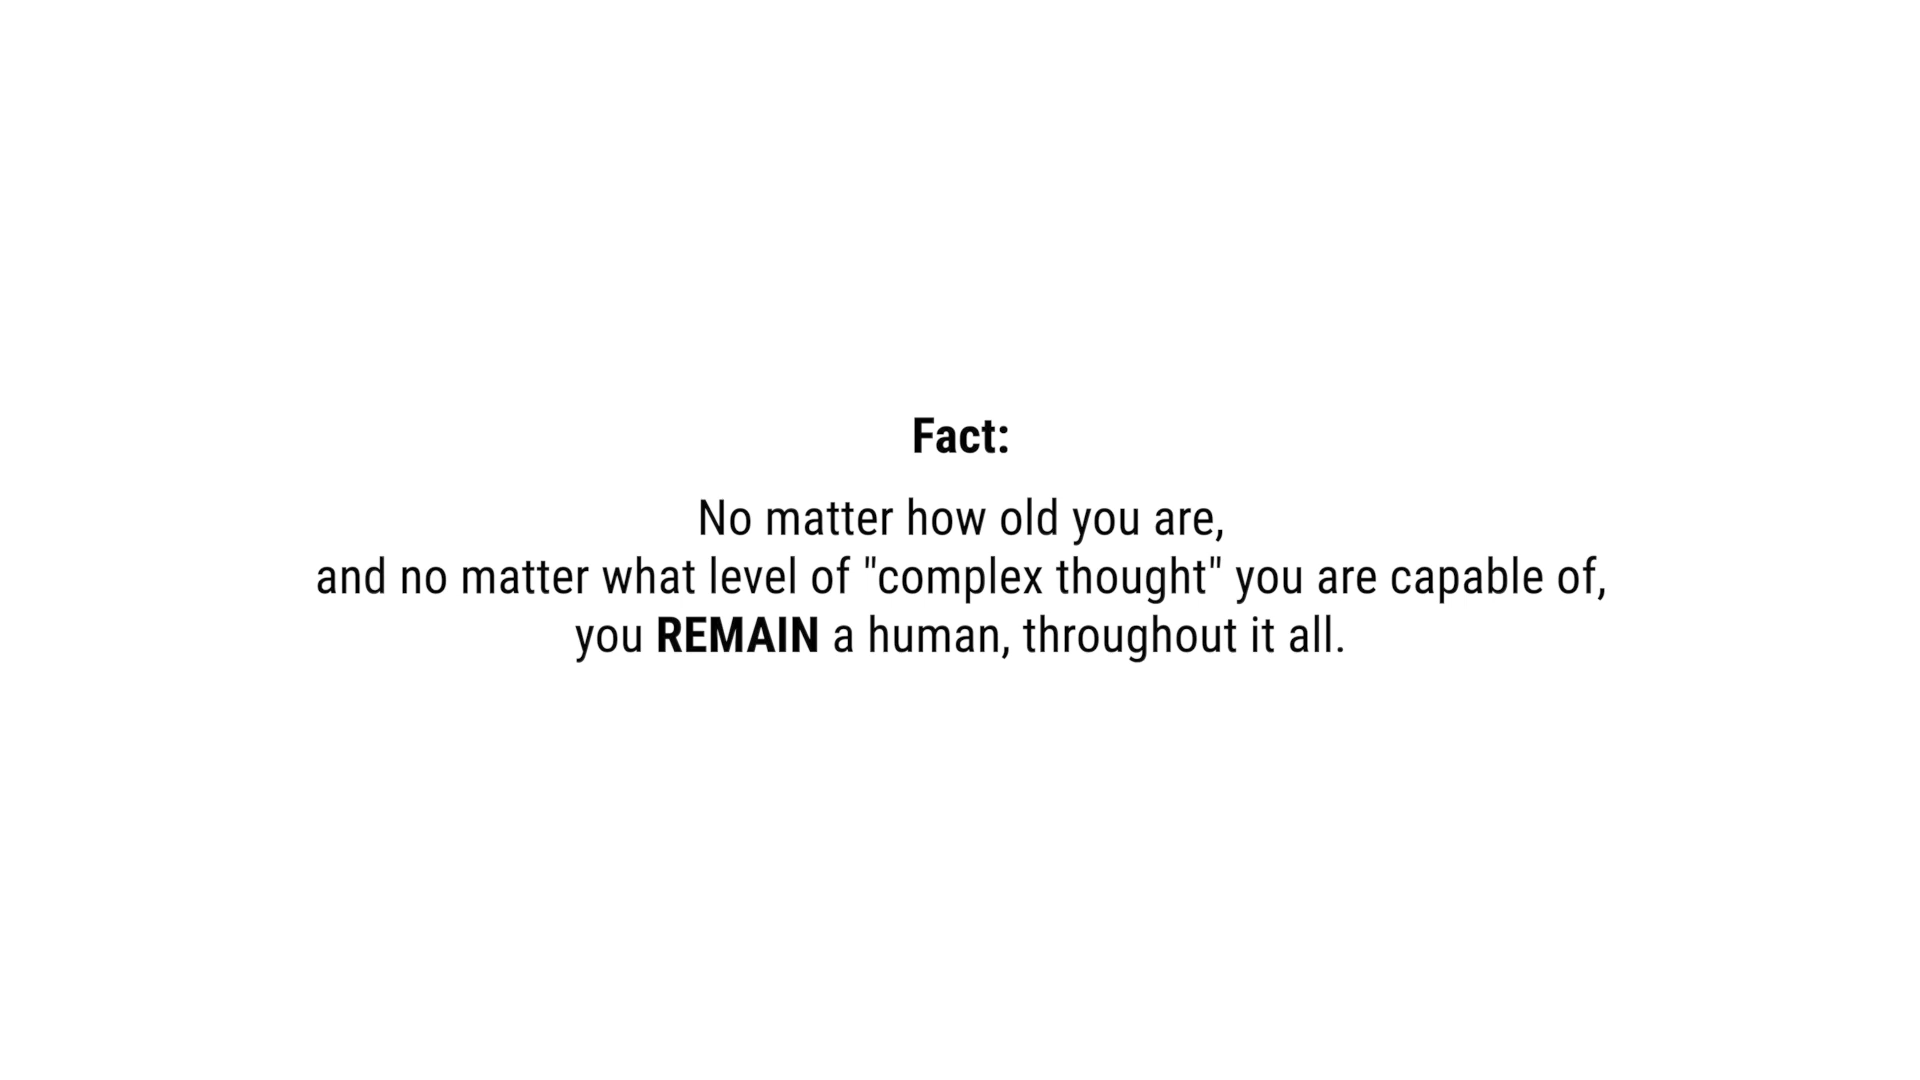 Fact:
No matter how old you are,
and no matter what level of "complex thought" you are capable of,
you REMAIN a human, throughout it all.